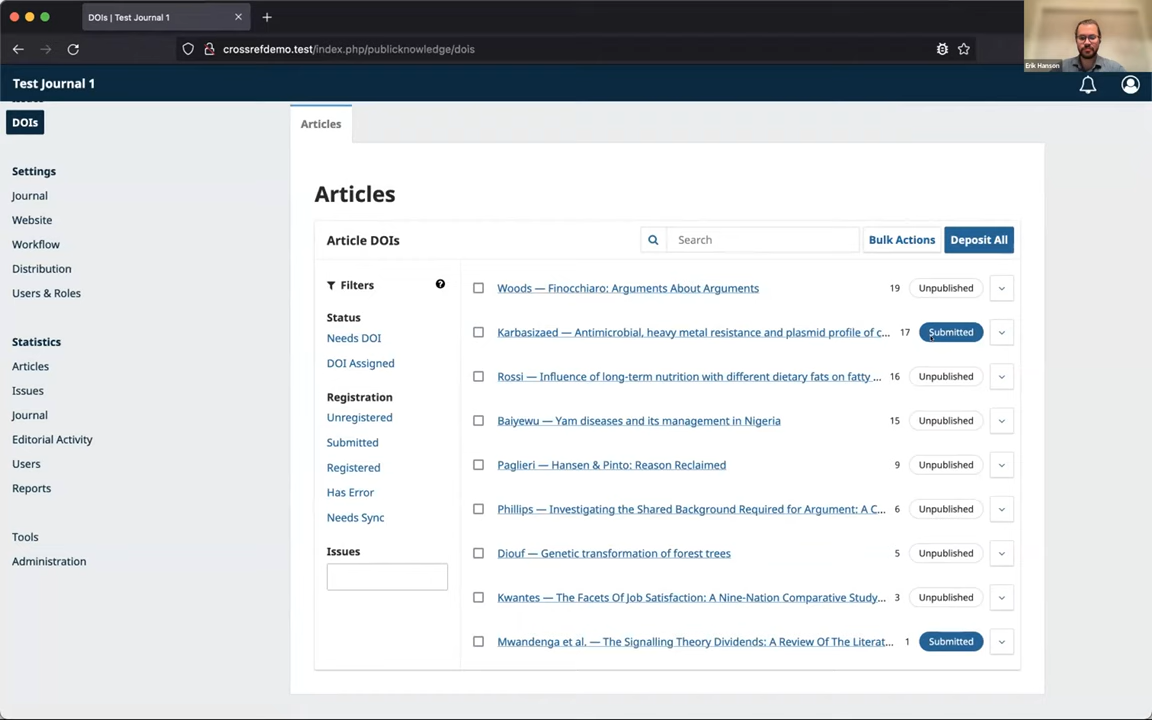 DOIs | Test Journal 1
crossrefdemo.test/index.php/publicknowledge/dois
Erik Hanson
Test Journal 1
DOIs
Settings
Journal
Website
Workflow
Distribution
Users & Roles
Statistics
Articles
Issues
Journal
Editorial Activity
Users
Reports
Tools
Administration
Articles
Articles
Article DOIs
Search
Bulk Actions
Deposit All
Filters
Status
Needs DOI
DOI Assigned
Registration
Unregistered
Submitted
Registered
Has Error
Needs Sync
Issues
Woods — Finocchiaro: Arguments About Arguments 19 Unpublished
Karbasizaed — Antimicrobial, heavy metal resistance and plasmid profile of c... 17 Submitted
Rossi — Influence of long-term nutrition with different dietary fats on fatty ... 16 Unpublished
Baiyewu — Yam diseases and its management in Nigeria 15 Unpublished
Paglieri — Hansen & Pinto: Reason Reclaimed 9 Unpublished
Phillips — Investigating the Shared Background Required for Argument: A C... 6 Unpublished
Diouf — Genetic transformation of forest trees 5 Unpublished
Kwantes — The Facets Of Job Satisfaction: A Nine-Nation Comparative Study... 3 Unpublished
Mwandenga et al. — The Signalling Theory Dividends: A Review Of The Literat... 1 Submitted